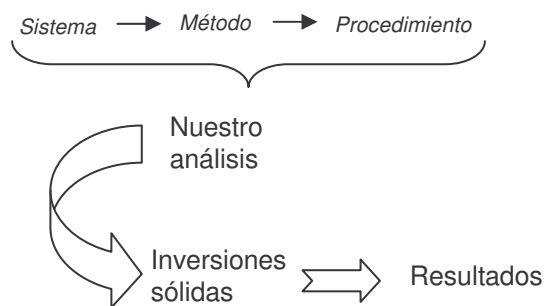 Sistema Método Procedimiento
Nuestro
análisis
Inversiones
sólidas
Resultados